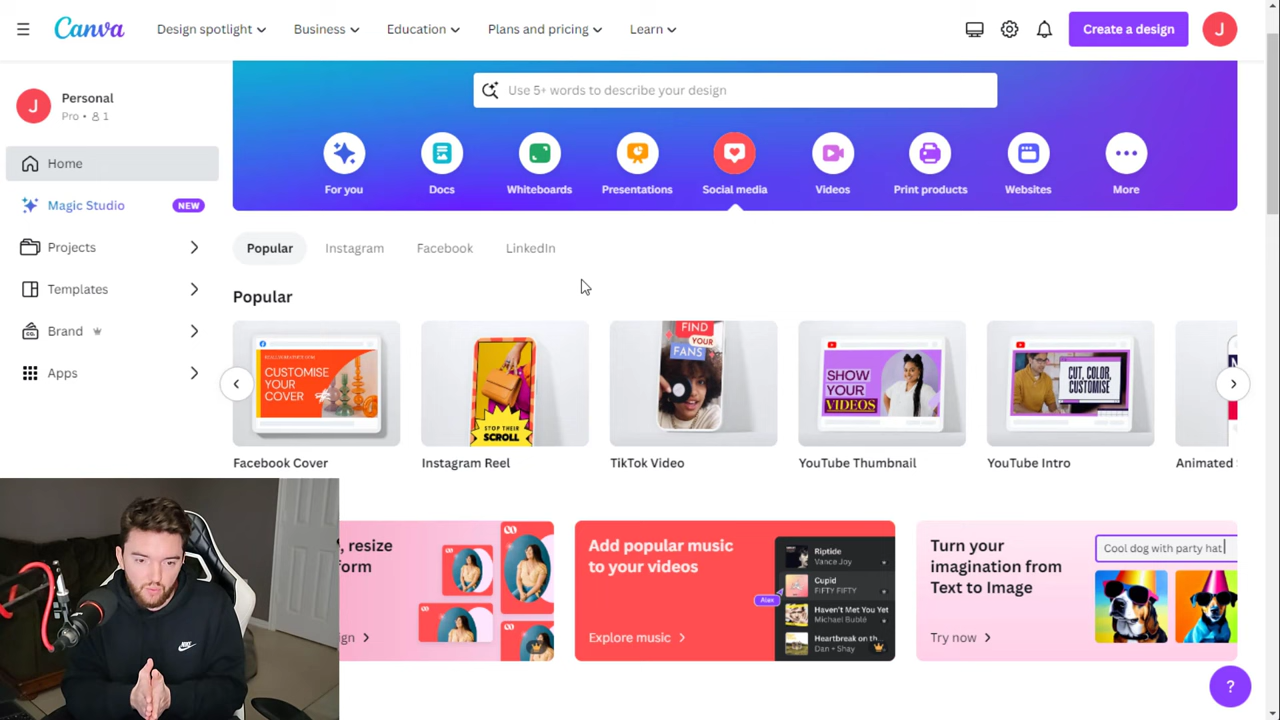 Canva
Design spotlight
Business
Education
Plans and pricing
Learn
Create a design
J
J
Personal
Pro • 1
Home
Magic Studio
NEW
Projects
Templates
Brand
Apps
Use 5+ words to describe your design
For you
Docs
Whiteboards
Presentations
Social media
Videos
Print products
Websites
More
Popular
Instagram
Facebook
LinkedIn
Popular
CUSTOMISE
YOUR
COVER
STOP THEIR
SCROLL
FIND
YOUR
FANS
SHOW
YOUR
VIDEOS
CUT, COLOR,
CUSTOMISE
Facebook Cover
Instagram Reel
TikTok Video
YouTube Thumbnail
YouTube Intro
Animated
, resize
form
ign
Add popular music
to your videos
Explore music
Riptide
Vance Joy
Cupid
FIFTY FIFTY
Haven't Met You Yet
Michael Bublé
Heartbreak on th
Dan + Shay
Alex
Turn your
imagination from
Text to Image
Try now
Cool dog with party hat
?